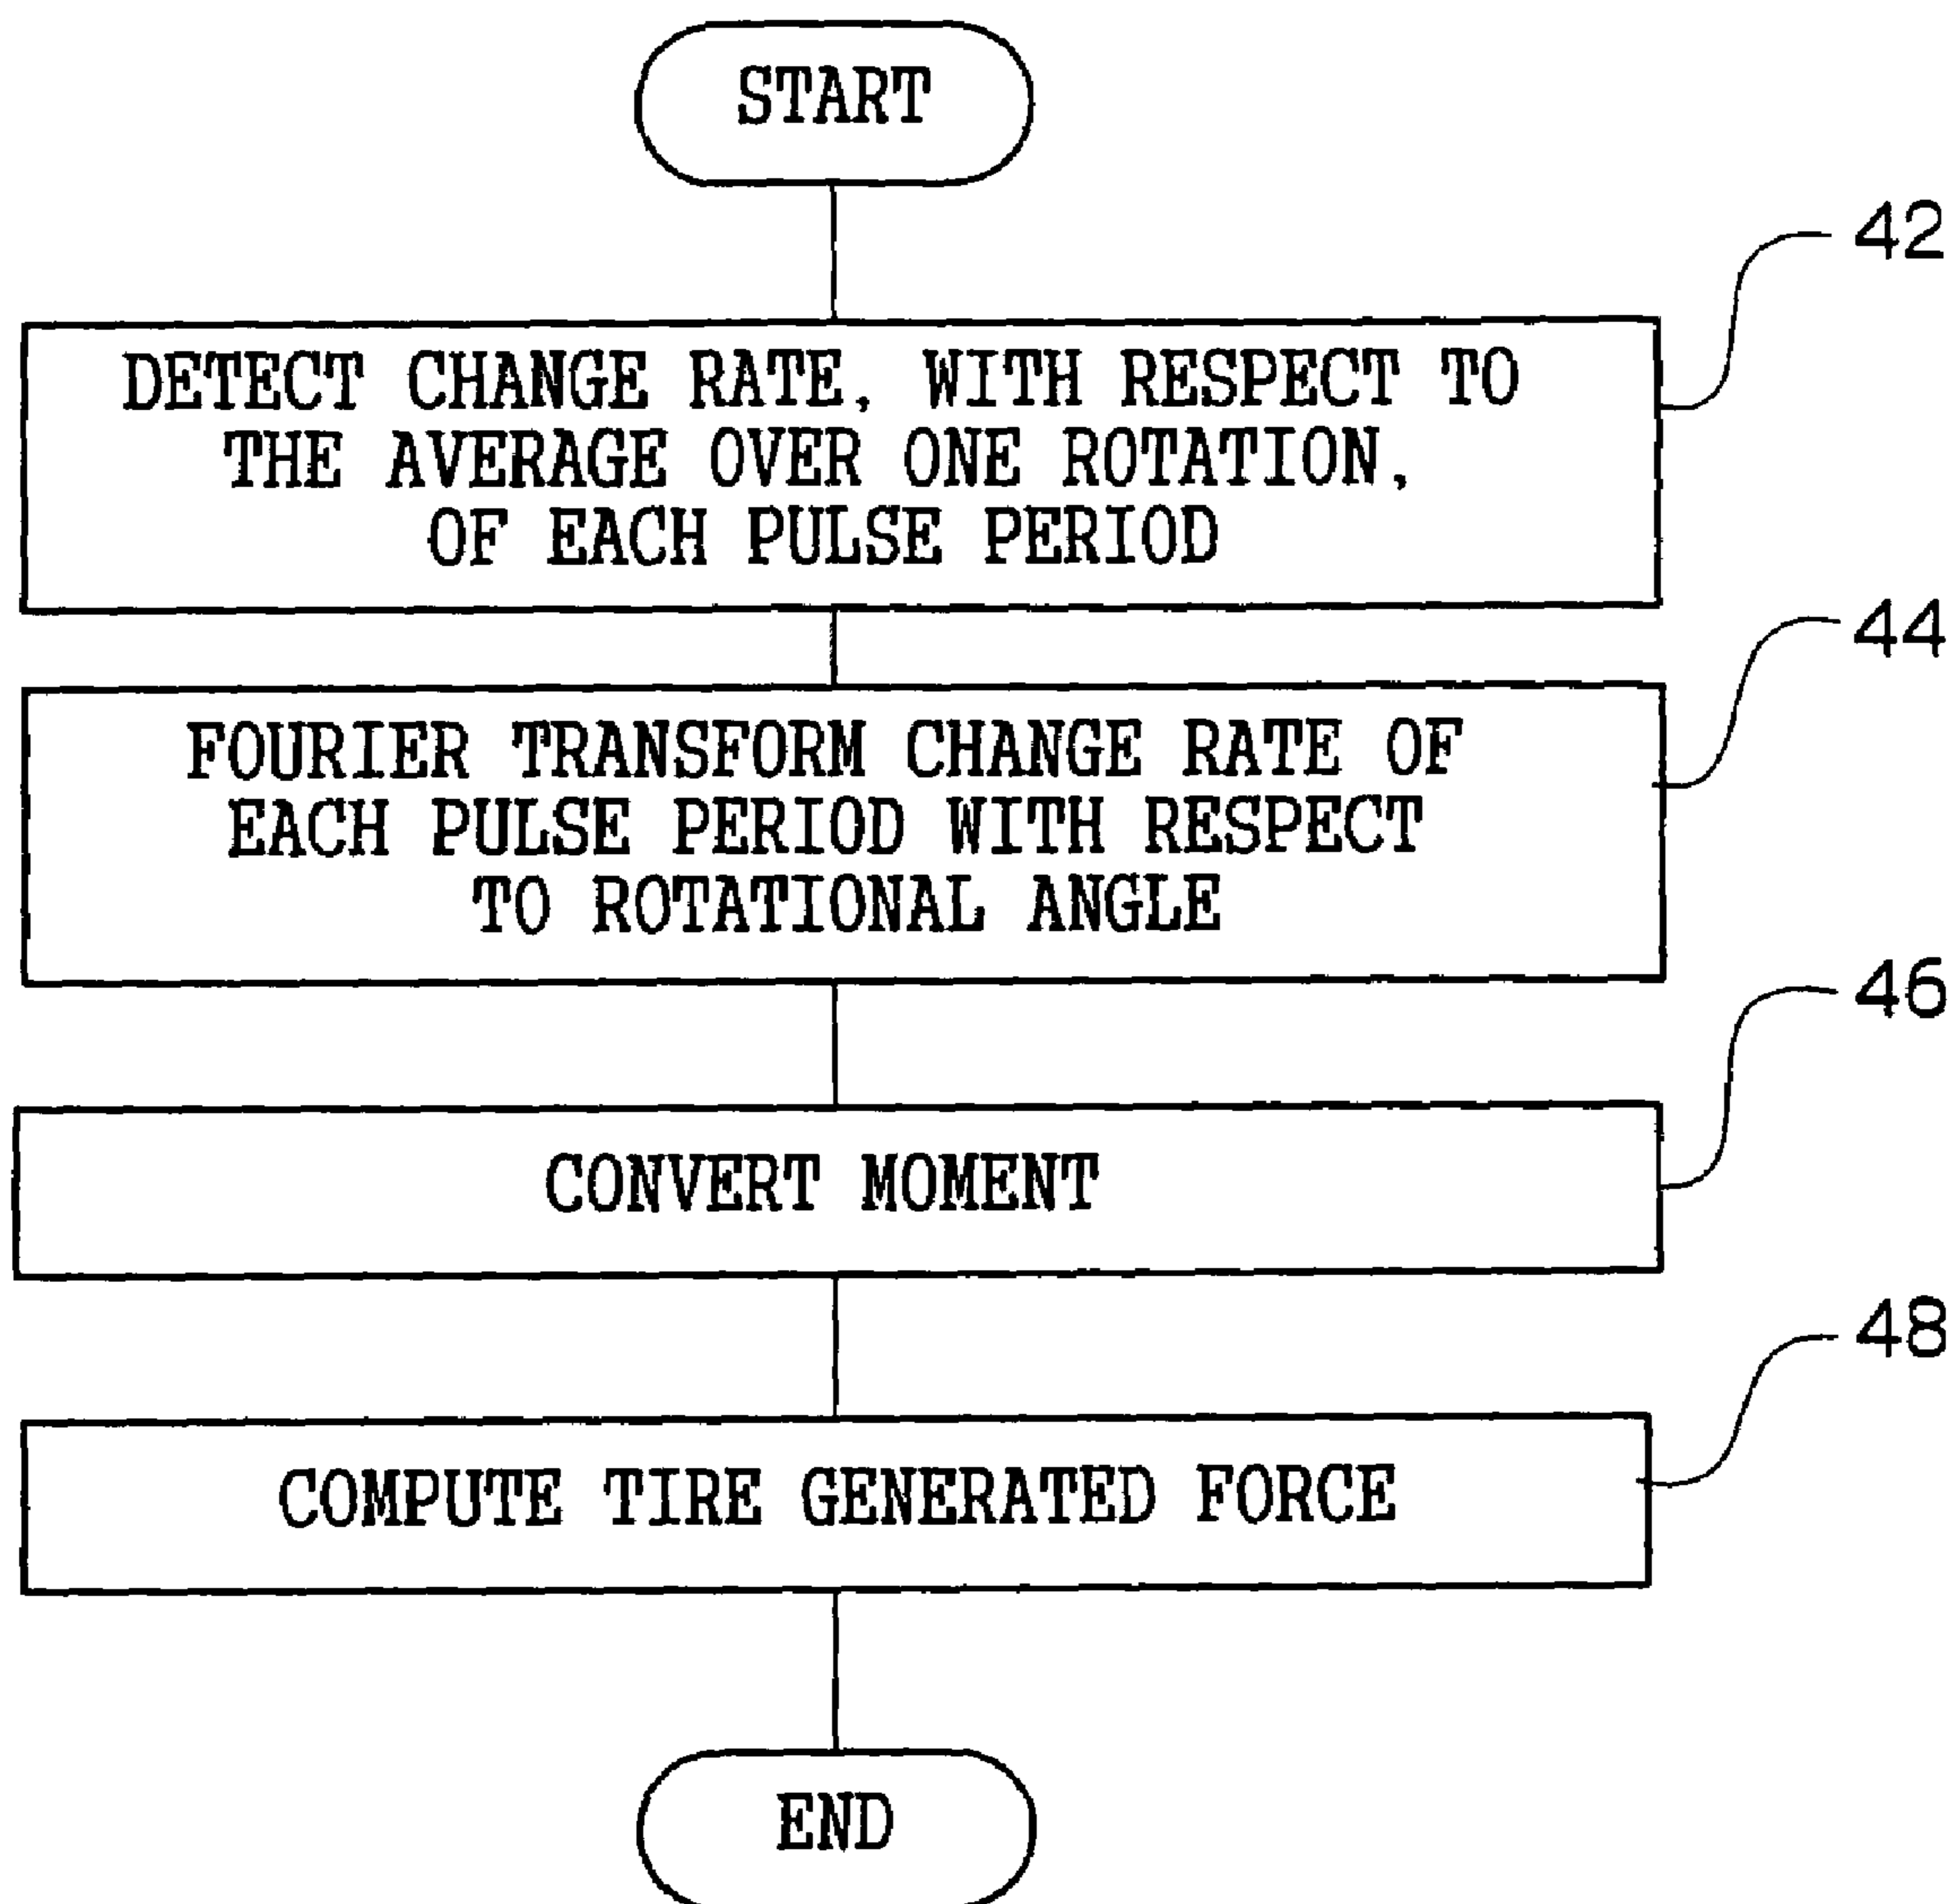 START
42
DETECT CHANGE RATE, WITH RESPECT TO
THE AVERAGE OVER ONE ROTATION,
OF EACH PULSE PERIOD
44
FOURIER TRANSFORM CHANGE RATE OF
EACH PULSE PERIOD WITH RESPECT
TO ROTATIONAL ANGLE
46
CONVERT MOMENT
48
COMPUTE TIRE GENERATED FORCE
END